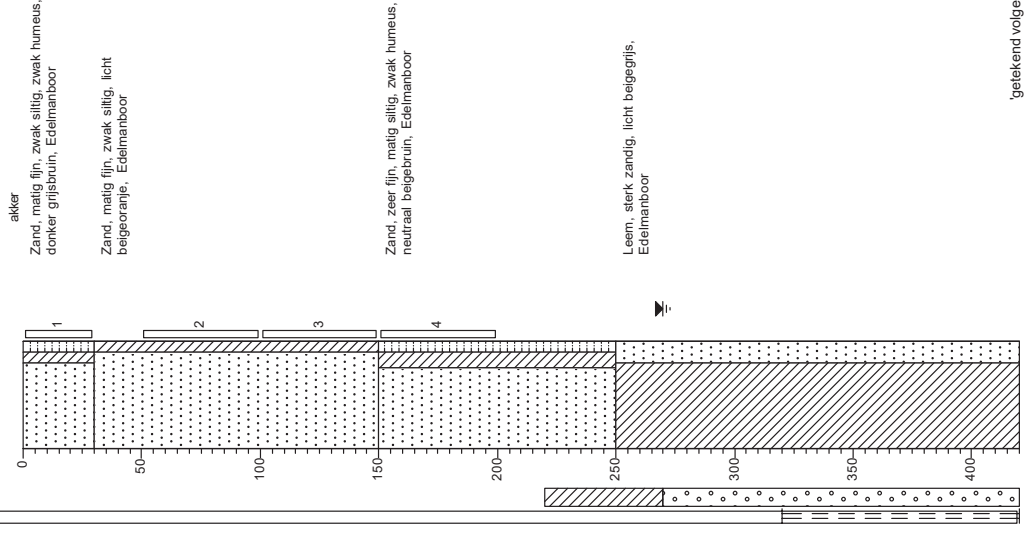 akker
Zand, matig fijn, zwak siltig, zwak humeus,
donker grijsbruin, Edelmanboor
Zand, matig fijn, zwak siltig, licht
beigeoranje, Edelmanboor
Zand, zeer fijn, matig siltig, zwak humeus,
neutraal beigebruin, Edelmanboor
Leem, sterk zandig, licht beigegrijs,
Edelmanboor
1
2
3
4
0
50
100
150
200
250
300
350
400
'getekend volge